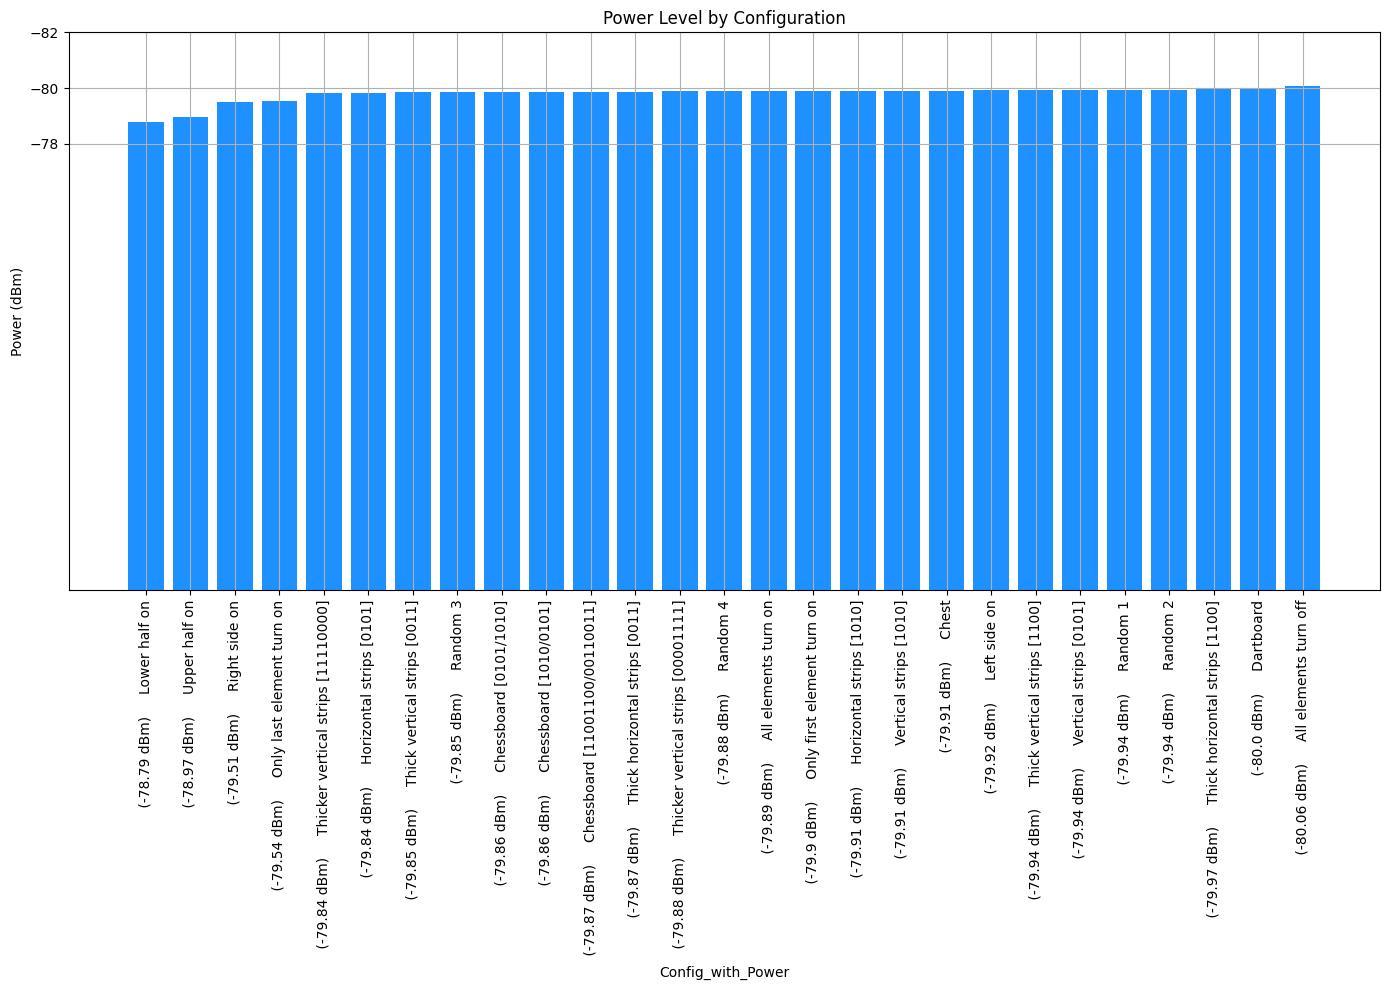 Power Level by Configuration
−82
−80
−78
Power (dBm)
(-78.79 dBm) Lower half on
(-78.97 dBm) Upper half on
(-79.51 dBm) Right side on
(-79.54 dBm) Only last element turn on
(-79.84 dBm) Thicker vertical strips [11110000]
(-79.84 dBm) Horizontal strips [0101]
(-79.85 dBm) Thick vertical strips [0011]
(-79.85 dBm) Random 3
(-79.86 dBm) Chessboard [0101/1010]
(-79.86 dBm) Chessboard [1010/0101]
(-79.87 dBm) Chessboard [11001100/00110011]
(-79.87 dBm) Thick horizontal strips [0011]
(-79.88 dBm) Thicker vertical strips [00001111]
(-79.88 dBm) Random 4
(-79.89 dBm) All elements turn on
(-79.9 dBm) Only first element turn on
(-79.91 dBm) Horizontal strips [1010]
(-79.91 dBm) Vertical strips [1010]
(-79.91 dBm) Chest
(-79.92 dBm) Left side on
(-79.94 dBm) Thick vertical strips [1100]
(-79.94 dBm) Vertical strips [0101]
(-79.94 dBm) Random 1
(-79.94 dBm) Random 2
(-79.97 dBm) Thick horizontal strips [1100]
(-80.0 dBm) Dartboard
(-80.06 dBm) All elements turn off
Config_with_Power